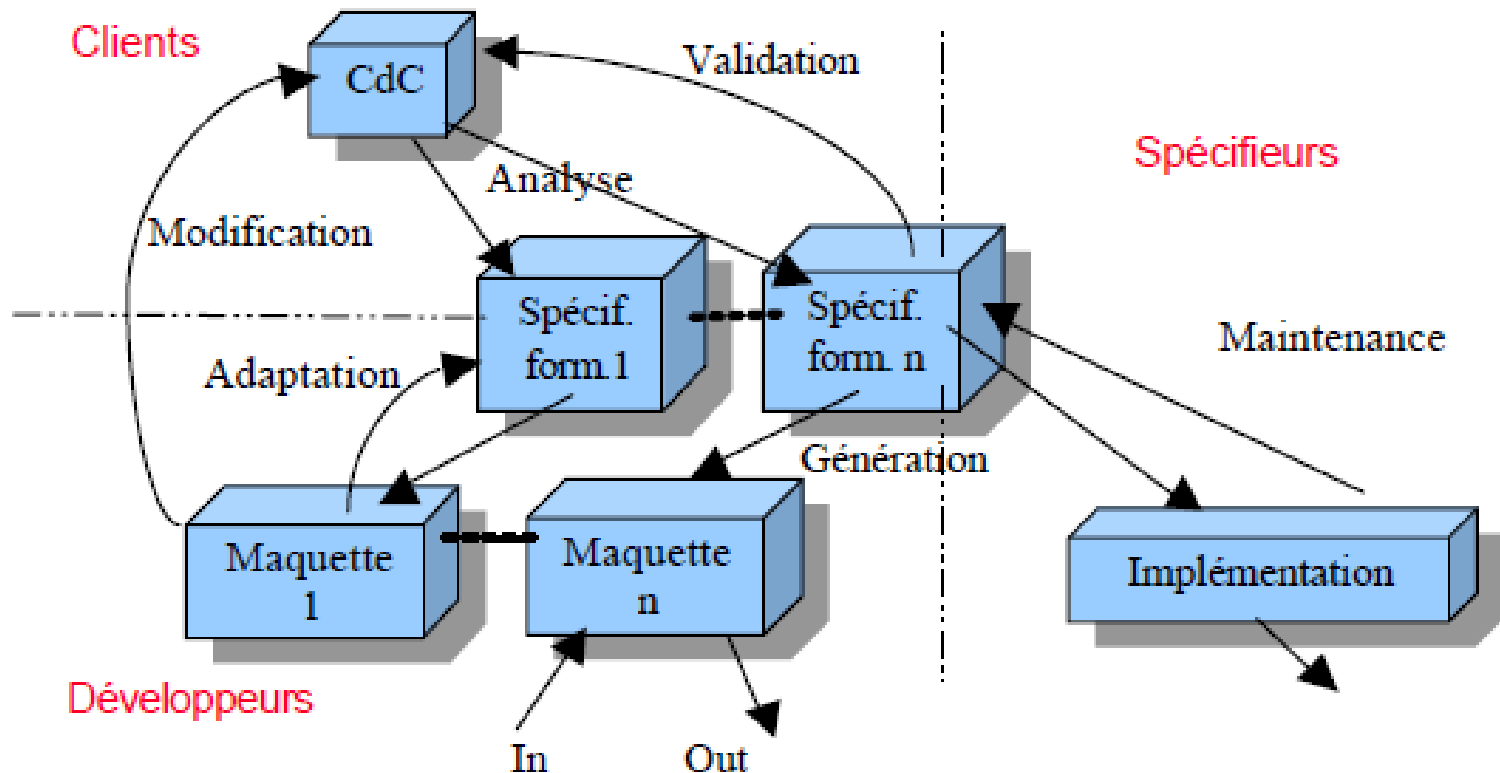 Clients
CdC
Validation
Spécifieurs
Analyse
Modification
Spécif.
form.1
Spécif.
form. n
Maintenance
Adaptation
Génération
Maquette
1
Maquette
n
Implémentation
Développeurs
In
Out